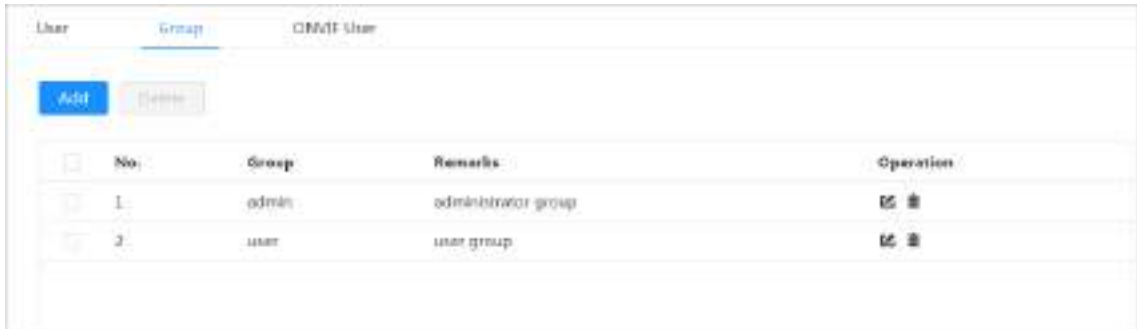 User Group ONVIF User
Add Delete
No. Group Remarks Operation
1 admin administrator group
2 user user group